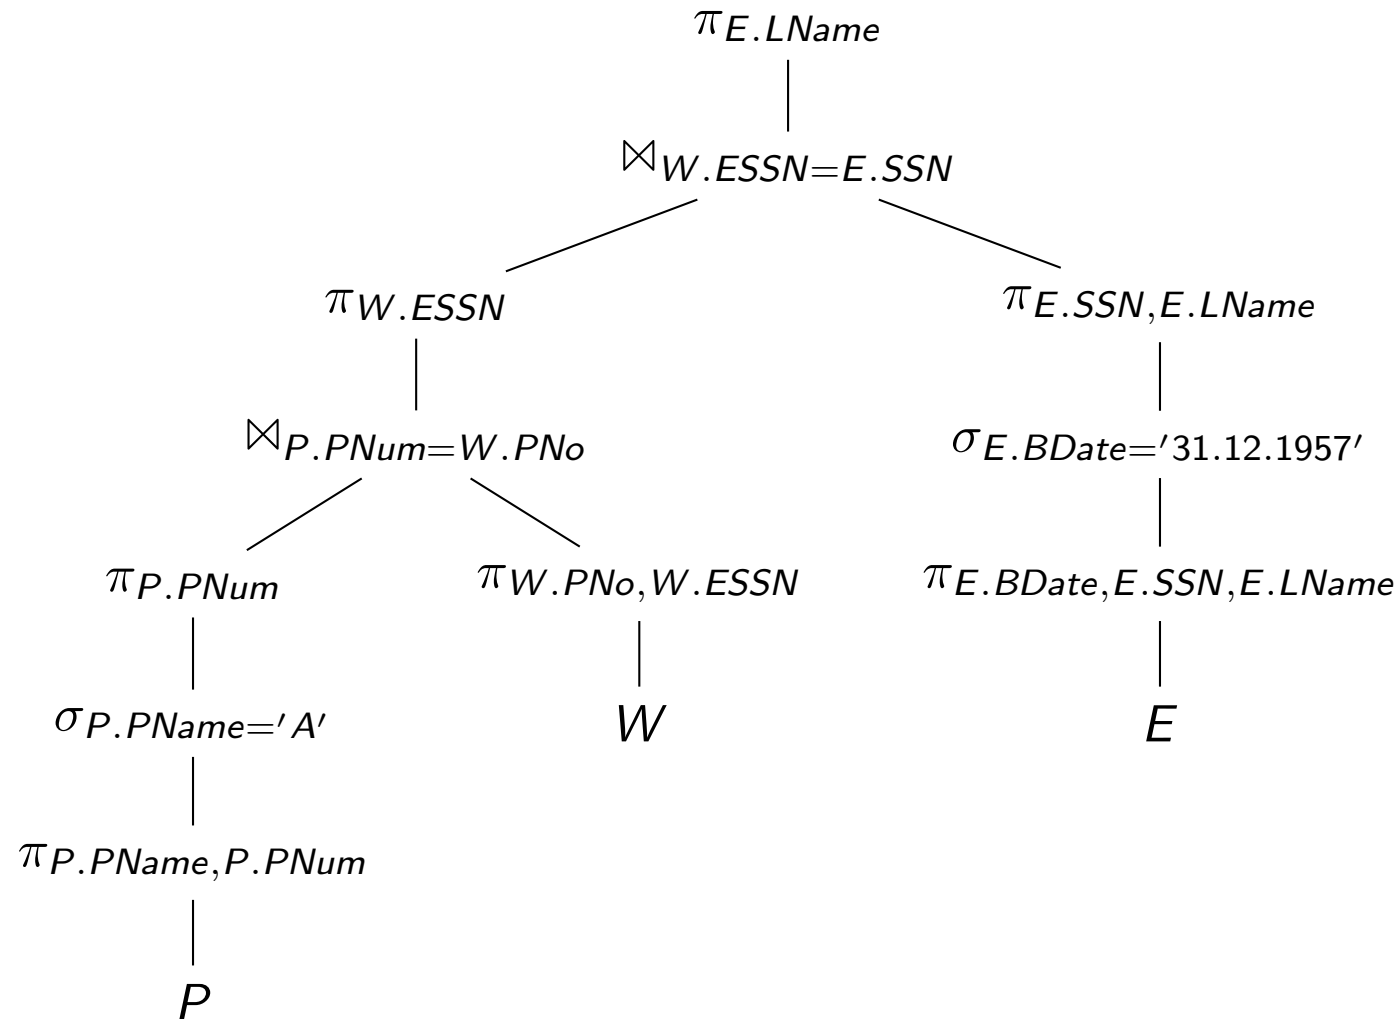 πE.LName
⋈W.ESSN=E.SSN
πW.ESSN πE.SSN,E.LName
⋈P.PNum=W.PNo σE.BDate=′31.12.1957′
πP.PNum πW.PNo,W.ESSN πE.BDate,E.SSN,E.LName
σP.PName=′A′ W E
πP.PName,P.PNum
P